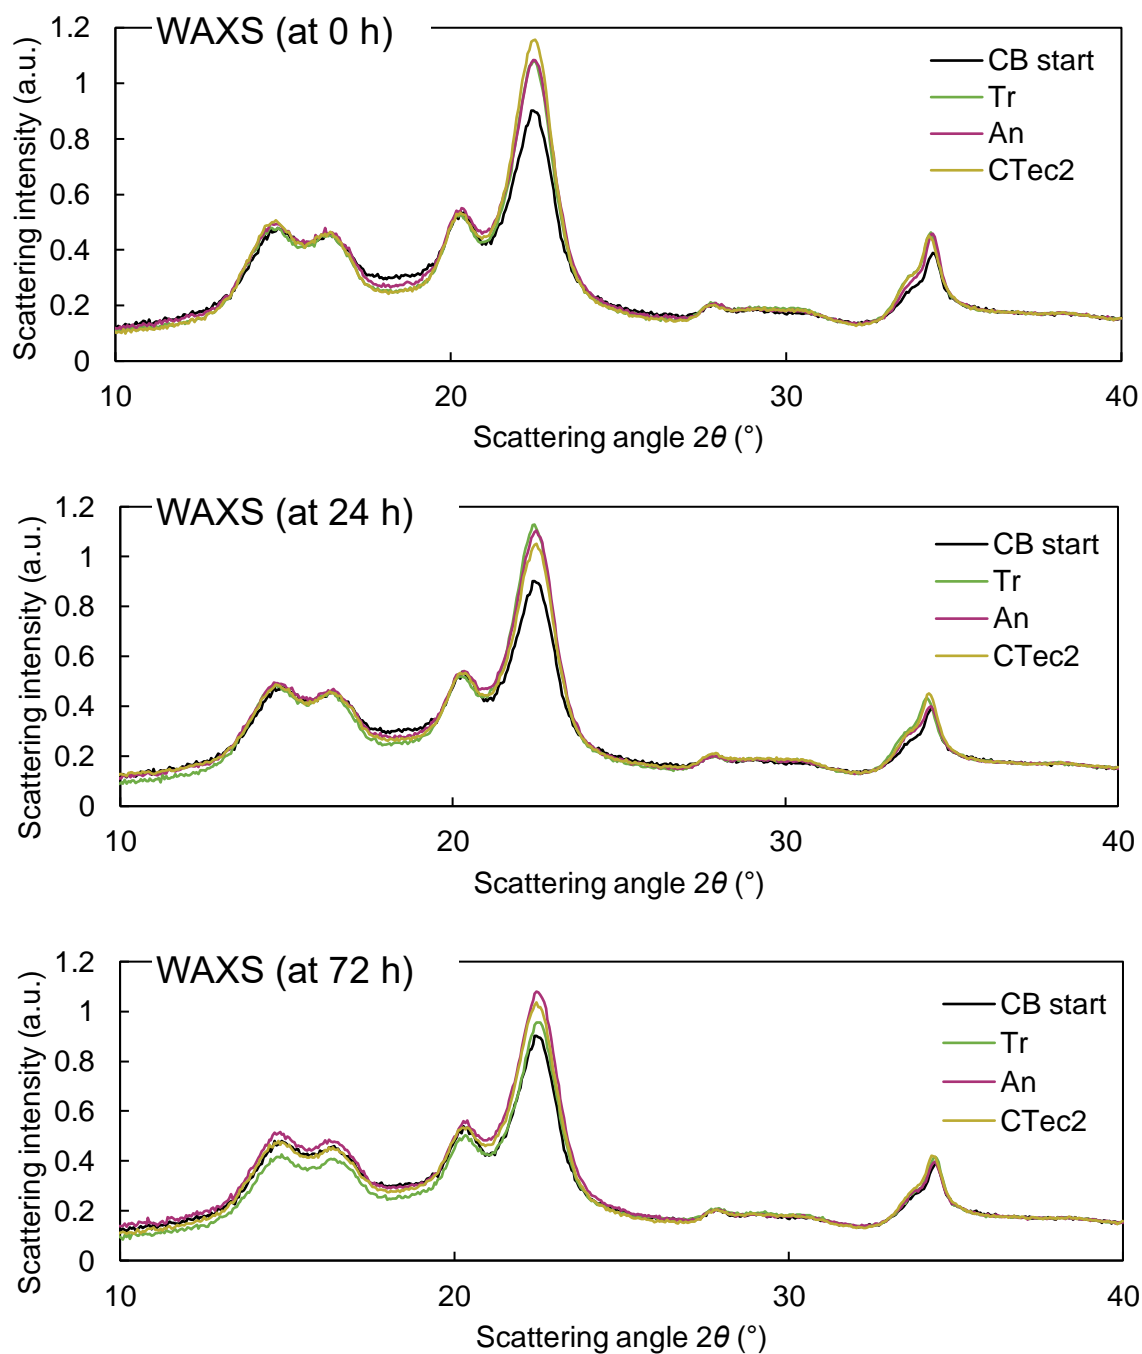 WAXS (at 0 h)
Scattering intensity (a.u.)
1.2
1
0.8
0.6
0.4
0.2
0
CB start
Tr
An
CTec2
10
20
30
40
Scattering angle 2θ (°)
WAXS (at 24 h)
Scattering intensity (a.u.)
1.2
1
0.8
0.6
0.4
0.2
0
CB start
Tr
An
CTec2
10
20
30
40
Scattering angle 2θ (°)
WAXS (at 72 h)
Scattering intensity (a.u.)
1.2
1
0.8
0.6
0.4
0.2
0
CB start
Tr
An
CTec2
10
20
30
40
Scattering angle 2θ (°)